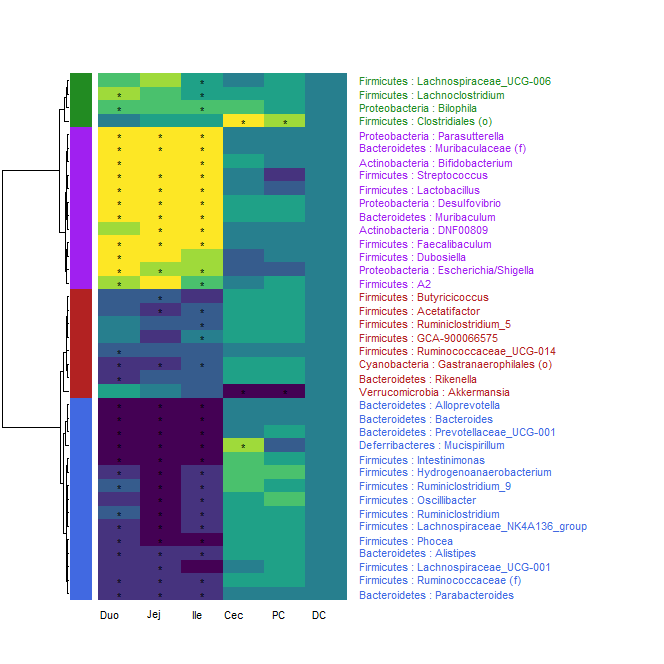 Firmicutes : Lachnospiraceae_UCG-006
Firmicutes : Lachnoclostridium
Proteobacteria : Bilophila
Firmicutes : Clostridiales (o)
Proteobacteria : Parasutterella
Bacteroidetes : Muribaculaceae (f)
Actinobacteria : Bifidobacterium
Firmicutes : Streptococcus
Firmicutes : Lactobacillus
Proteobacteria : Desulfovibrio
Bacteroidetes : Muribaculum
Actinobacteria : DNF00809
Firmicutes : Faecalibaculum
Firmicutes : Dubosiella
Proteobacteria : Escherichia/Shigella
Firmicutes : A2
Firmicutes : Butyricicoccus
Firmicutes : Acetatifactor
Firmicutes : Ruminiclostridium_5
Firmicutes : GCA-900066575
Firmicutes : Ruminococcaceae_UCG-014
Cyanobacteria : Gastranaerophilales (o)
Bacteroidetes : Rikenella
Verrucomicrobia : Akkermansia
Bacteroidetes : Alloprevotella
Bacteroidetes : Bacteroides
Bacteroidetes : Prevotellaceae_UCG-001
Deferribacteres : Mucispirillum
Firmicutes : Intestinimonas
Firmicutes : Hydrogenoanaerobacterium
Firmicutes : Ruminiclostridium_9
Firmicutes : Oscillibacter
Firmicutes : Ruminiclostridium
Firmicutes : Lachnospiraceae_NK4A136_group
Firmicutes : Phocea
Bacteroidetes : Alistipes
Firmicutes : Lachnospiraceae_UCG-001
Firmicutes : Ruminococcaceae (f)
Bacteroidetes : Parabacteroides
Duo Jej Ile Cec PC DC